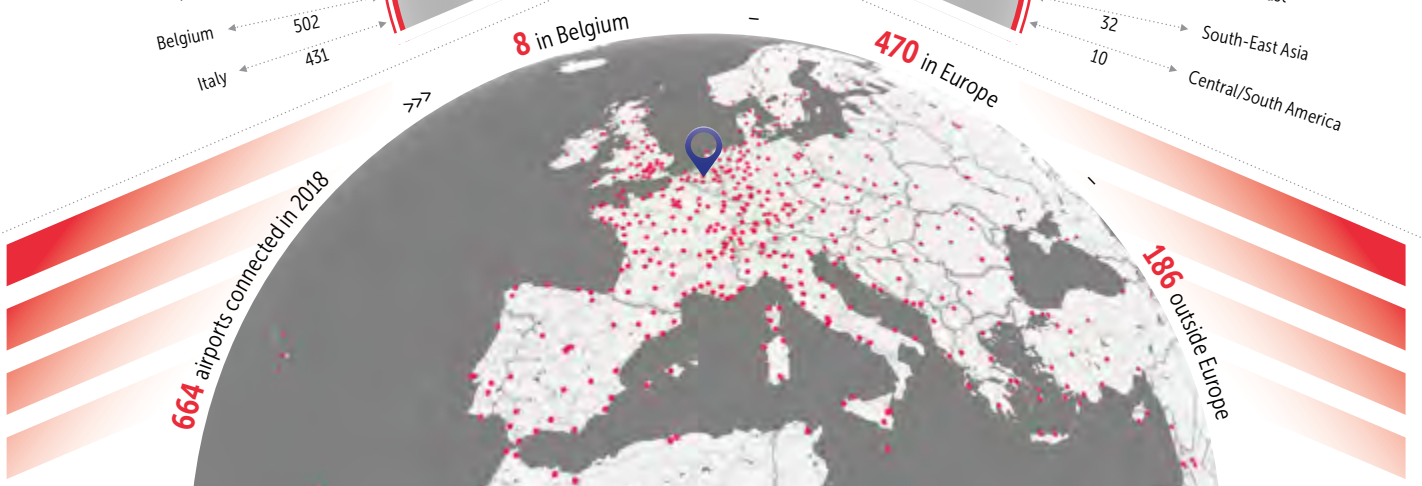 Belgium
502
Italy
431
32
South-East Asia
10
Central/South America
>>>
664 airports connected in 2018
8 in Belgium
–
470 in Europe
–
186 outside Europe